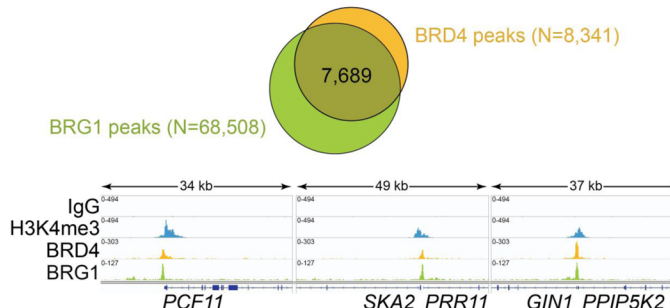 BRD4 peaks (N=8,341)
7,689
BRG1 peaks (N=68,508)
34 kb 49 kb 37 kb
IgG 0-494 0-494 0-494
H3K4me3 0-494 0-494 0-494
BRD4 0-303 0-303 0-303
BRG1 0-127 0-127 0-127
PCF11 SKA2 PRR11 GIN1 PPIP5K2